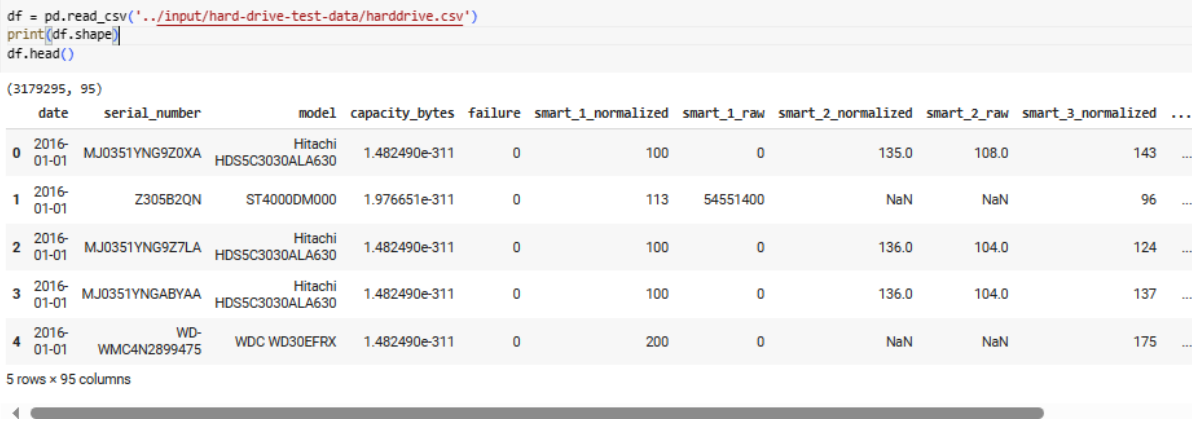 df = pd.read_csv('../input/hard-drive-test-data/harddrive.csv')
print(df.shape)
df.head()
(3179295, 95)
date serial_number model capacity_bytes failure smart_1_normalized smart_1_raw smart_2_normalized smart_2_raw smart_3_normalized ...
0 2016-01-01 MJ0351YNG9Z0XA Hitachi HDS5C3030ALA630 1.482490e-311 0 100 0 135.0 108.0 143 ...
1 2016-01-01 Z305B2QN ST4000DM000 1.976651e-311 0 113 54551400 NaN NaN 96 ...
2 2016-01-01 MJ0351YNG9Z7LA Hitachi HDS5C3030ALA630 1.482490e-311 0 100 0 136.0 104.0 124 ...
3 2016-01-01 MJ0351YNGABYAA Hitachi HDS5C3030ALA630 1.482490e-311 0 100 0 136.0 104.0 137 ...
4 2016-01-01 WD-WMC4N2899475 WDC WD30EFRX 1.482490e-311 0 200 0 NaN NaN 175 ...
5 rows × 95 columns